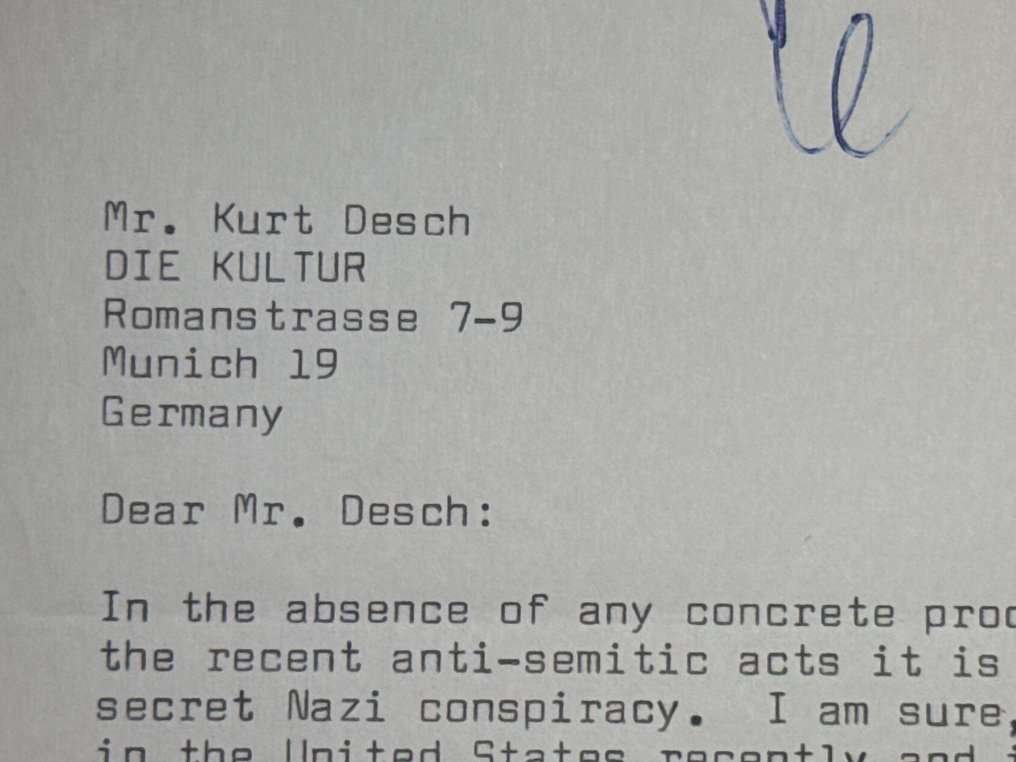 Mr. Kurt Desch
DIE KULTUR
Romanstrasse 7-9
Munich 19
Germany
Dear Mr. Desch:
In the absence of any concrete
the recent anti-semitic acts it is
secret Nazi conspiracy. I am sure,
in the United States recently and